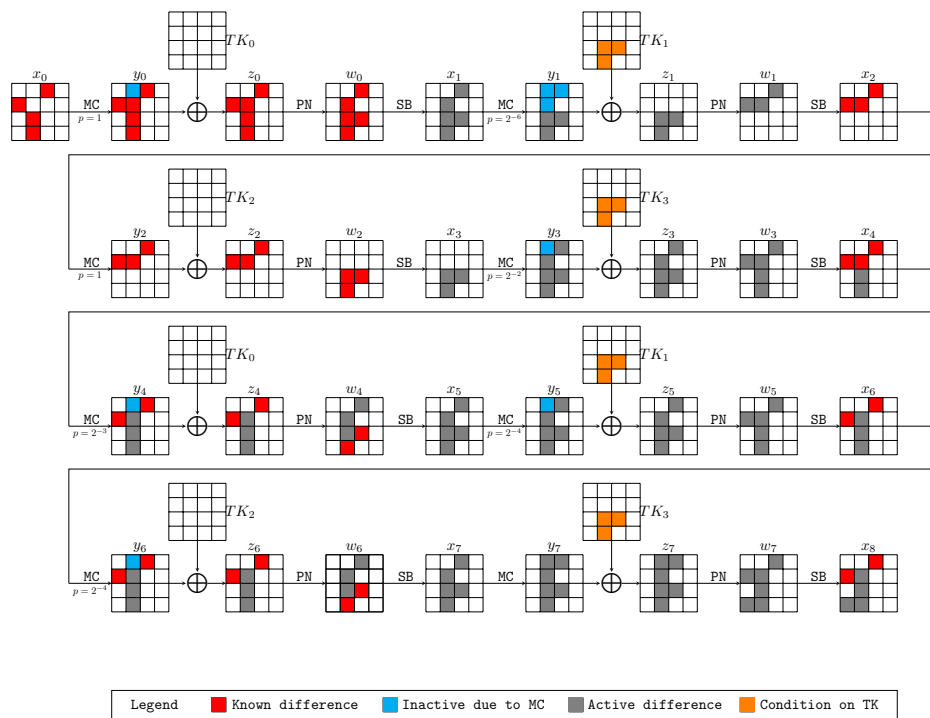 TK₀ TK₁
x₀ y₀ z₀ w₀ x₁ y₁ z₁ w₁ x₂
MC PN SB MC PN SB
p = 1 p = 2⁻⁶
TK₂ TK₃
y₂ z₂ w₂ x₃ y₃ z₃ w₃ x₄
MC PN SB MC PN SB
p = 1 p = 2⁻²
TK₀ TK₁
y₄ z₄ w₄ x₅ y₅ z₅ w₅ x₆
MC PN SB MC PN SB
p = 2⁻³ p = 2⁻⁴
TK₂ TK₃
y₆ z₆ w₆ x₇ y₇ z₇ w₇ x₈
MC PN SB MC PN SB
p = 2⁻⁴
Legend Known difference Inactive due to MC Active difference Condition on TK